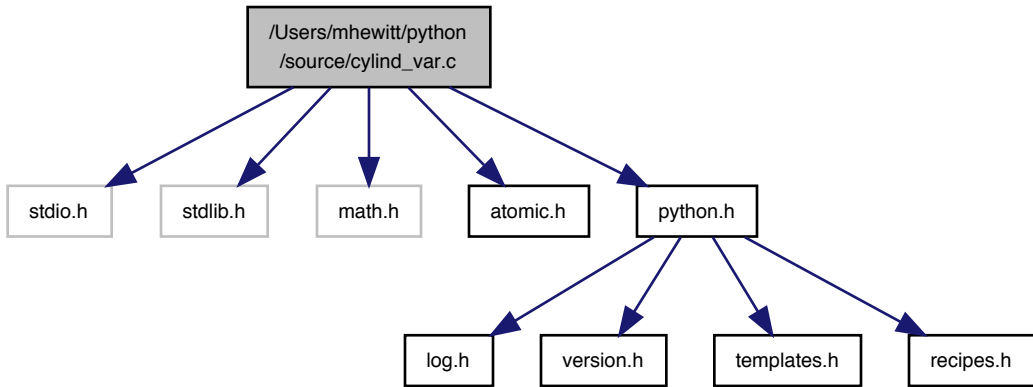 /Users/mhewitt/python
/source/cylind_var.c
stdio.h
stdlib.h
math.h
atomic.h
python.h
log.h
version.h
templates.h
recipes.h